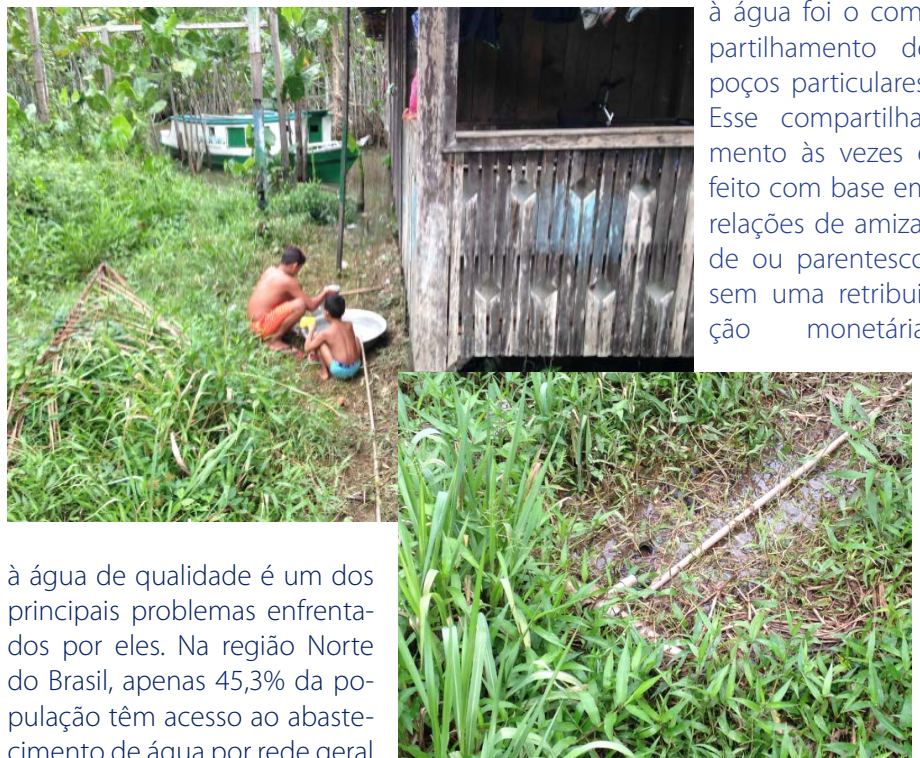 à água de qualidade é um dos
principais problemas enfrenta-
dos por eles. Na região Norte
do Brasil, apenas 45,3% da po-
pulação têm acesso ao abaste-
cimento de água por rede geral
à água foi o com
partilhamento de
poços particulares
Esse compartilha
mento às vezes é
feito com base em
relações de amiza
de ou parentesco
sem uma retribui
ção monetária